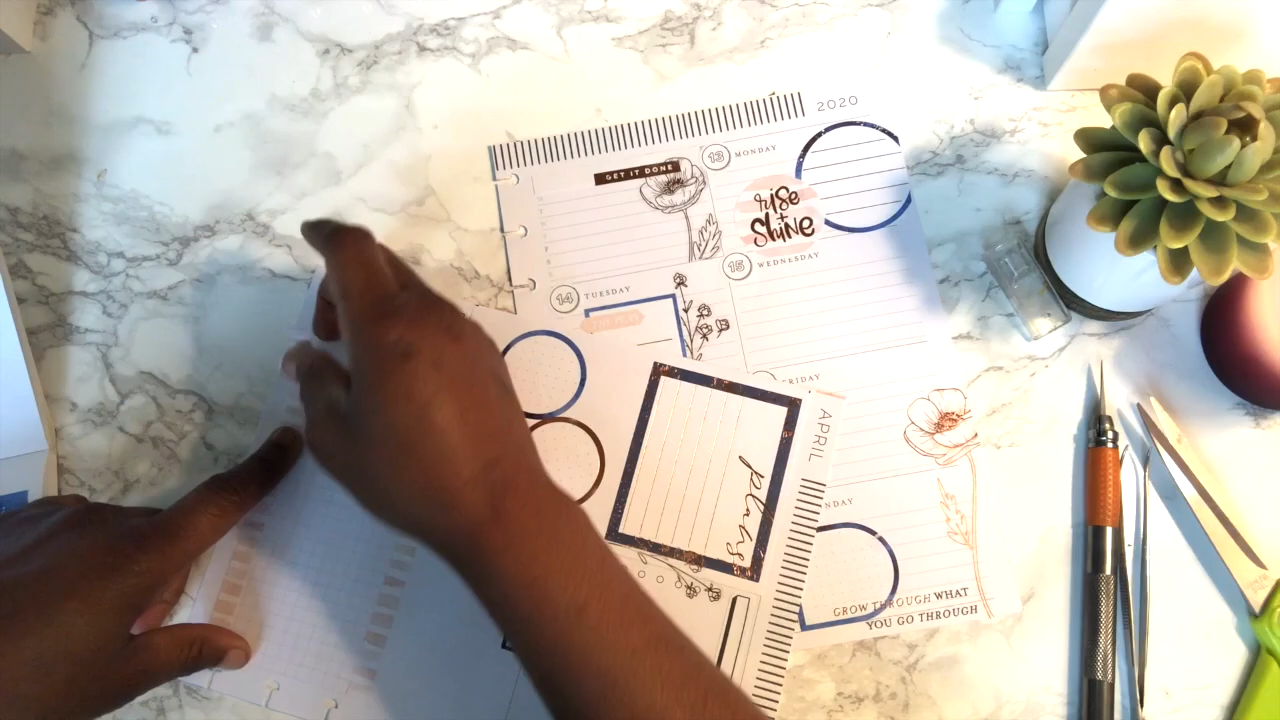 2020
GET IT DONE
13 MONDAY
rise
+
Shine
15 WEDNESDAY
14 TUESDAY
APRIL
plans
GROW THROUGH WHAT
YOU GO THROUGH